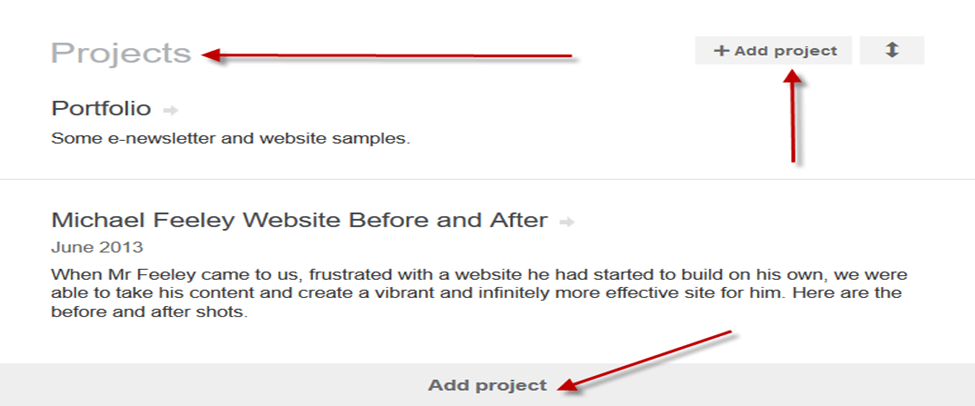 Projects
+ Add project
Portfolio
Some e-newsletter and website samples.
Michael Feeley Website Before and After
June 2013
When Mr Feeley came to us, frustrated with a website he had started to build on his own, we were
able to take his content and create a vibrant and infinitely more effective site for him. Here are the
before and after shots.
Add project